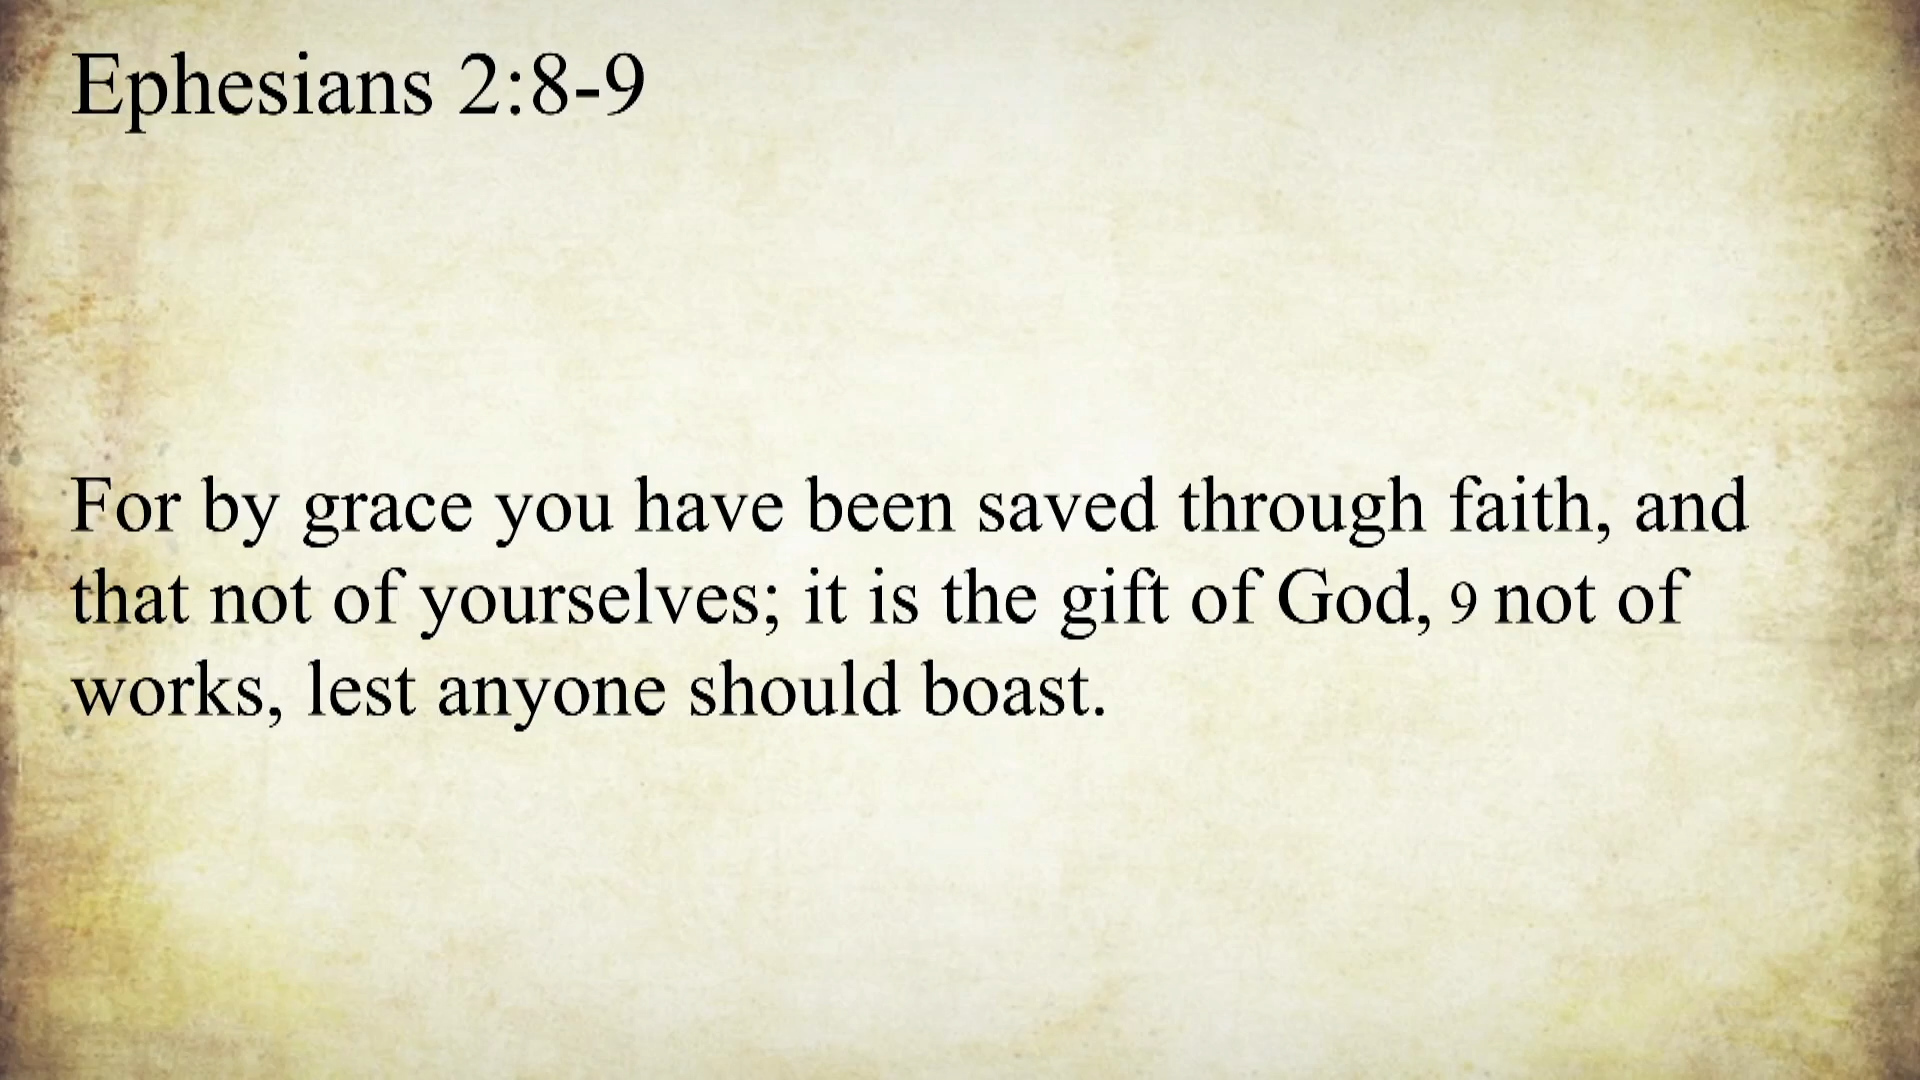 Ephesians 2:8-9
For by grace you have been saved through faith, and
that not of yourselves; it is the gift of God, 9 not of
works, lest anyone should boast.